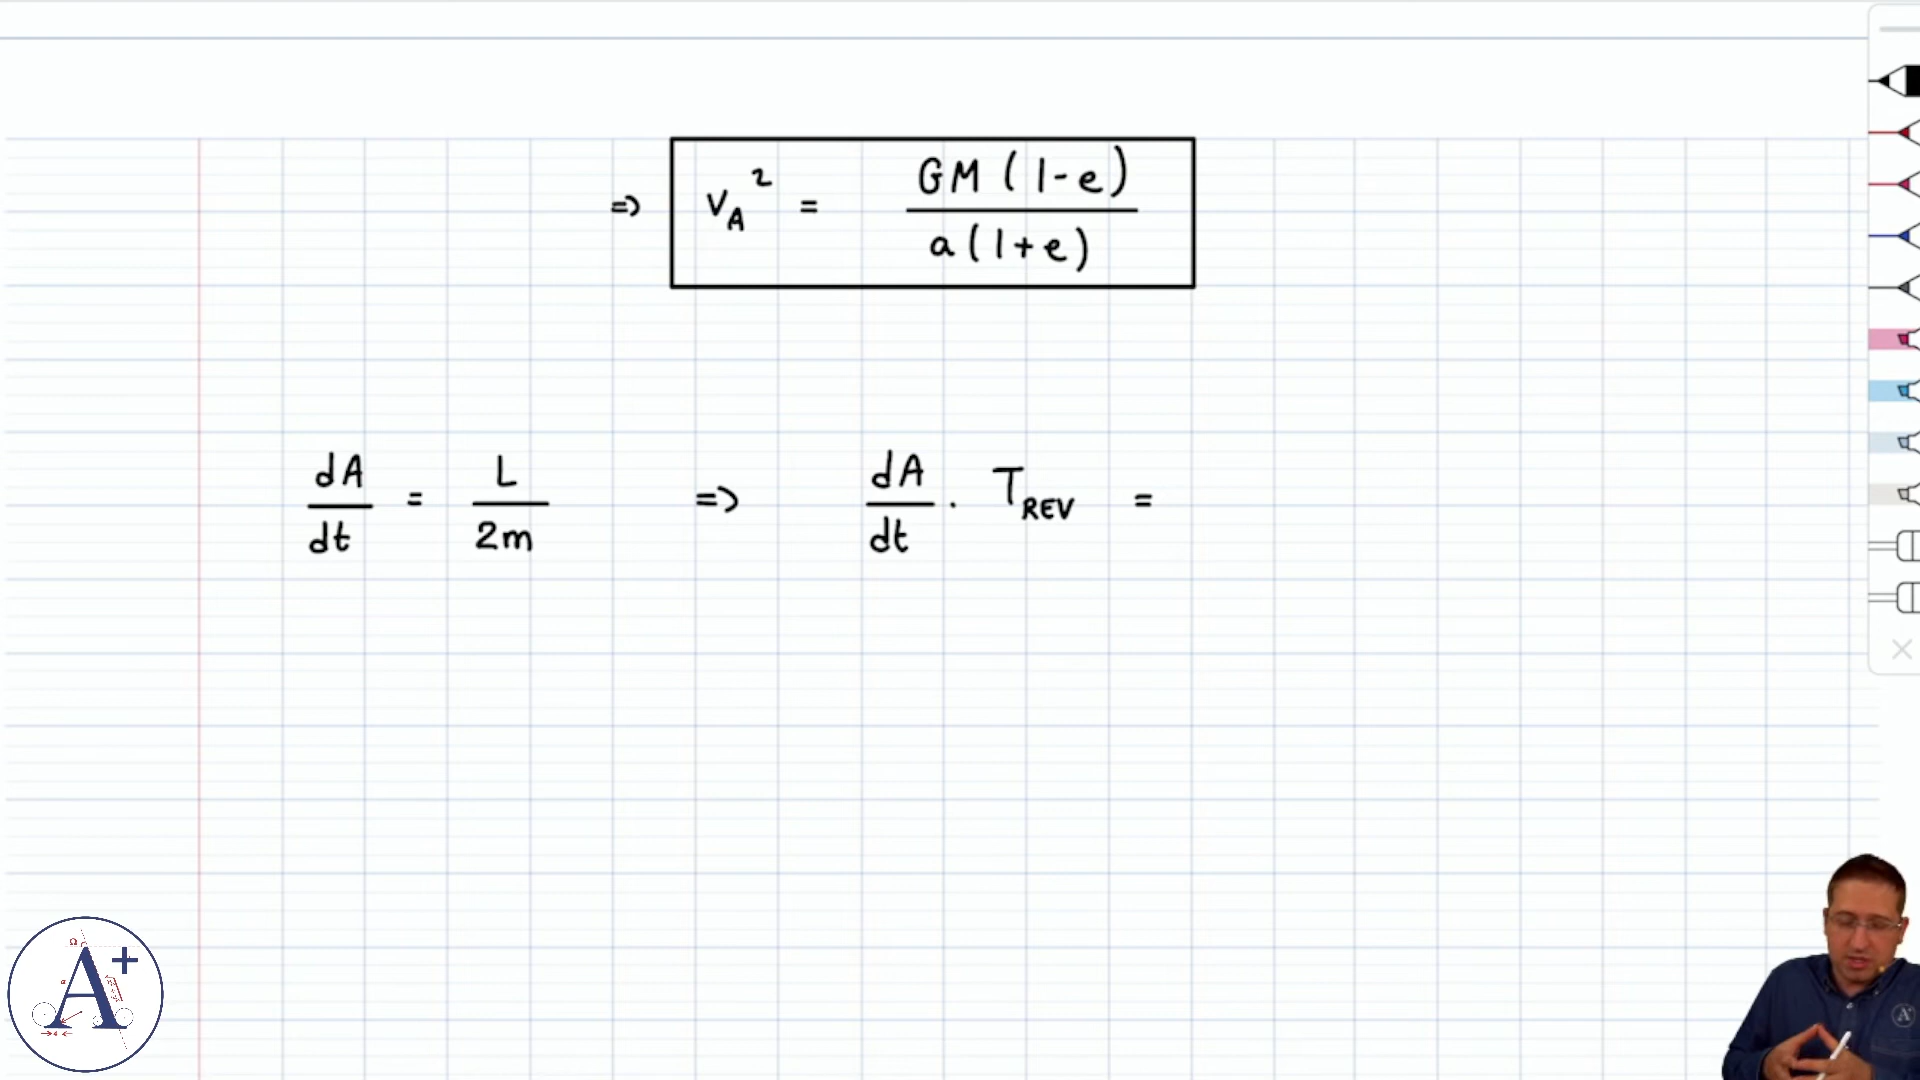 => v_A² = GM(1-e) / a(1+e)
dA/dt = L/2m => dA/dt · T_REV =
A+